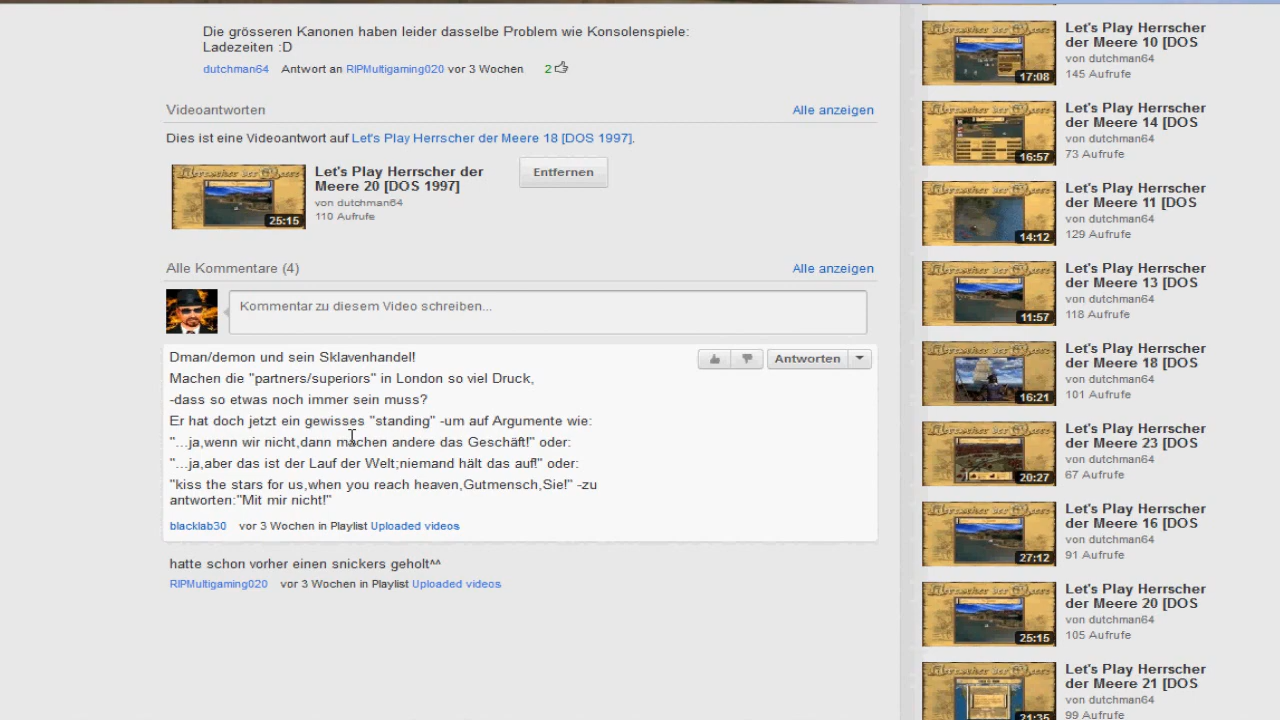 Die grössten Kanonen haben leider dasselbe Problem wie Konsolenspiele:
Ladezeiten :D
dutchman64 Antwort an RIPMultigaming020 vor 3 Wochen 2
Videoantworten Alle anzeigen
Dies ist eine Videoantwort auf Let's Play Herrscher der Meere 18 [DOS 1997].
25:15
Let's Play Herrscher der
Meere 20 [DOS 1997]
von dutchman64
110 Aufrufe
Entfernen
Alle Kommentare (4) Alle anzeigen
Kommentar zu diesem Video schreiben...
Dman/demon und sein Sklavenhandel!
Machen die "partners/superiors" in London so viel Druck,
-dass so etwas noch immer sein muss?
Er hat doch jetzt ein gewisses "standing" -um auf Argumente wie:
"...ja,wenn wir nicht,dann machen andere das Geschäft!" oder:
"...ja,aber das ist der Lauf der Welt;niemand hält das auf!" oder:
"kiss the stars for us,when you reach heaven,Gutmensch,Sie!" -zu
antworten:"Mit mir nicht!"
Antworten
blacklab30 vor 3 Wochen in Playlist Uploaded videos
hatte schon vorher einen snickers geholt^^
RIPMultigaming020 vor 3 Wochen in Playlist Uploaded videos
17:08
Let's Play Herrscher
der Meere 10 [DOS
von dutchman64
145 Aufrufe
16:57
Let's Play Herrscher
der Meere 14 [DOS
von dutchman64
73 Aufrufe
14:12
Let's Play Herrscher
der Meere 11 [DOS
von dutchman64
129 Aufrufe
11:57
Let's Play Herrscher
der Meere 13 [DOS
von dutchman64
118 Aufrufe
16:21
Let's Play Herrscher
der Meere 18 [DOS
von dutchman64
101 Aufrufe
20:27
Let's Play Herrscher
der Meere 23 [DOS
von dutchman64
67 Aufrufe
27:12
Let's Play Herrscher
der Meere 16 [DOS
von dutchman64
91 Aufrufe
25:15
Let's Play Herrscher
der Meere 20 [DOS
von dutchman64
105 Aufrufe
21:35
Let's Play Herrscher
der Meere 21 [DOS
von dutchman64
99 Aufrufe